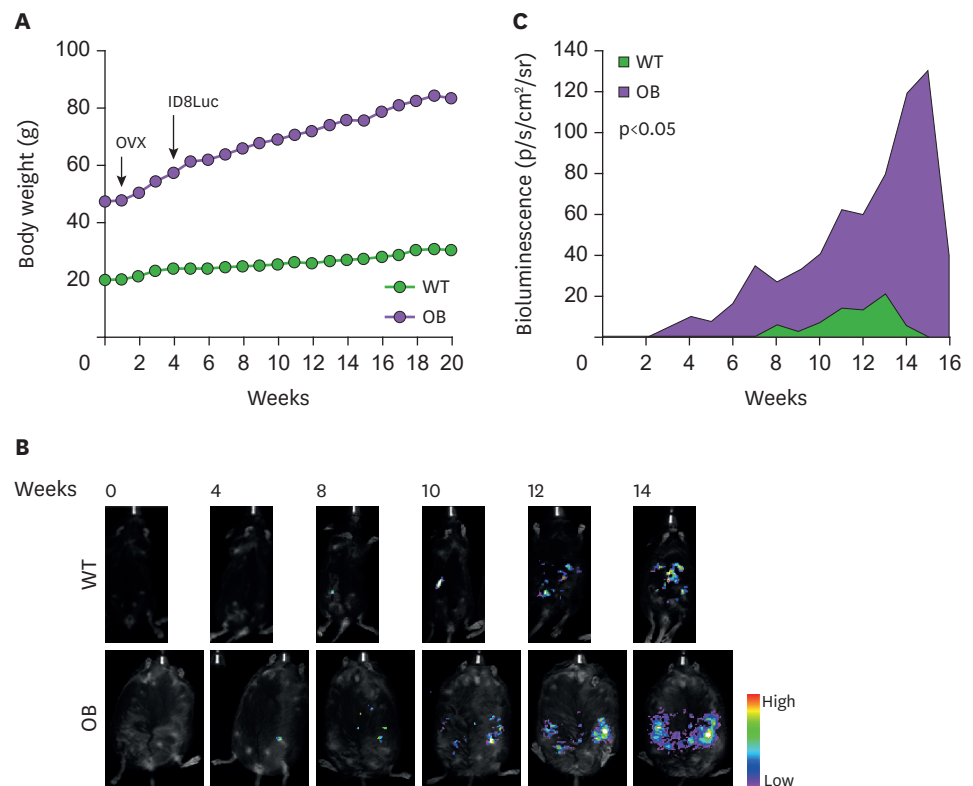 A
Body weight (g)
100
80
60
40
20
0
OVX
ID8Luc
WT
OB
0 2 4 6 8 10 12 14 16 18 20
Weeks
C
Bioluminescence (p/s/cm²/sr)
140
120
100
80
60
40
20
0
WT
OB
p<0.05
0 2 4 6 8 10 12 14 16
Weeks
B
Weeks 0 4 8 10 12 14
WT
OB
High
Low